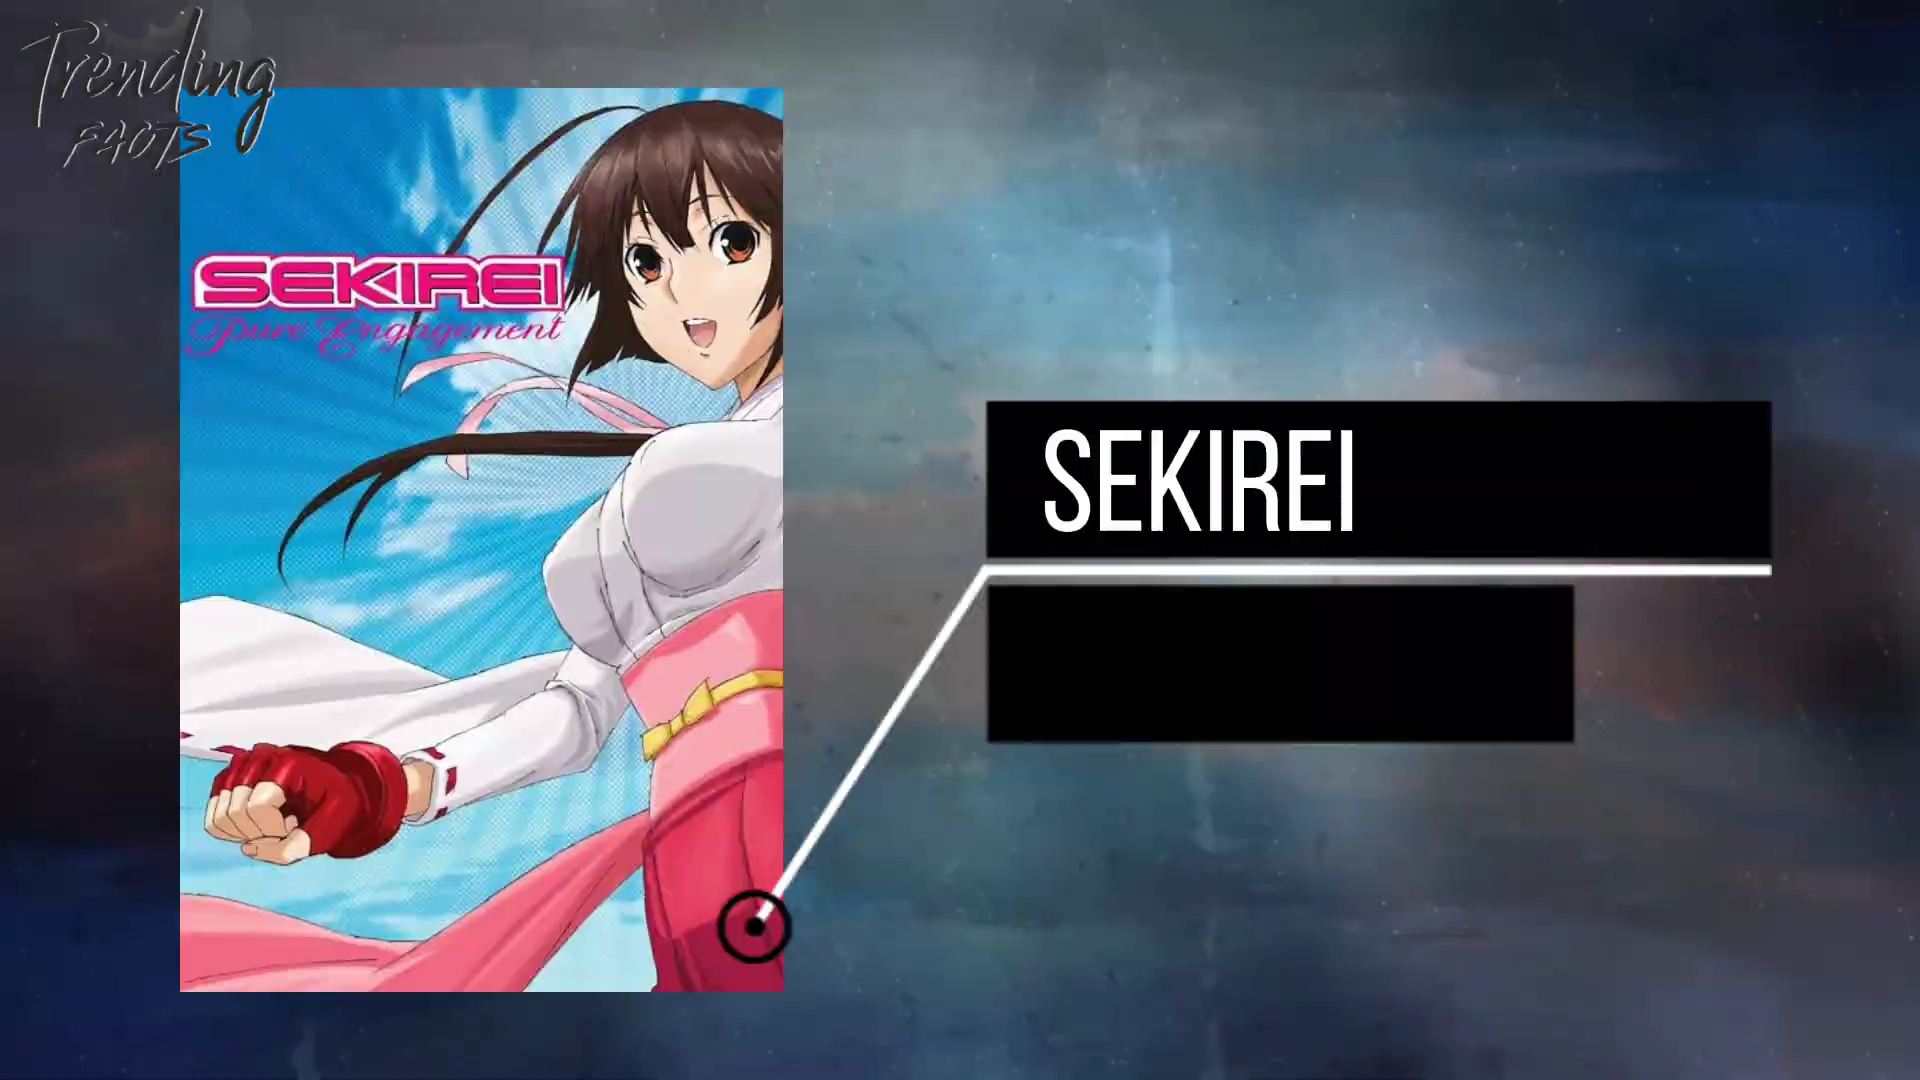 Trending
FACTS
SEKIREI
Pure Engagement
SEKIREI